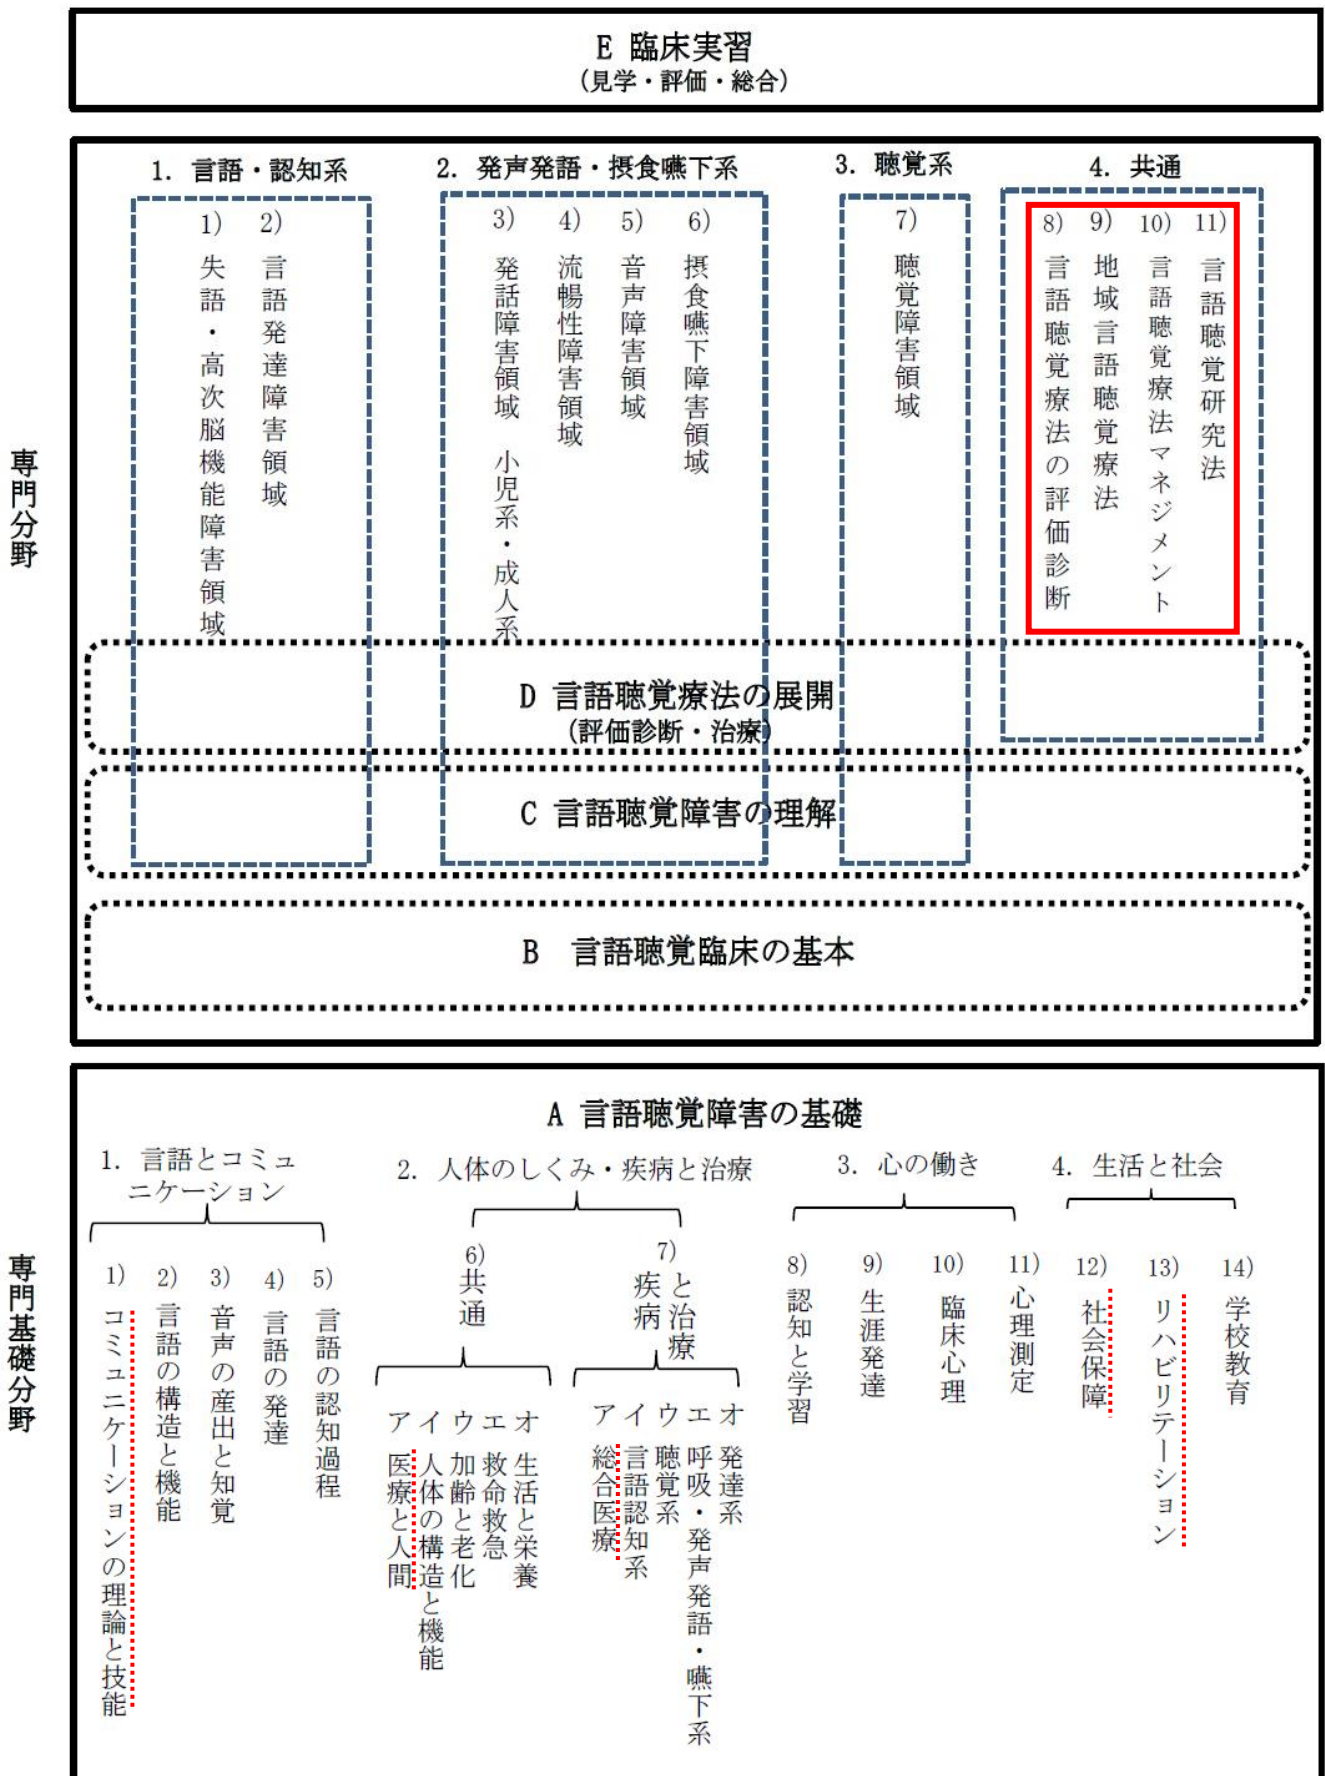 E 臨床実習
(見学・評価・総合)
専門分野
1. 言語・認知系
1) 失語・高次脳機能障害領域
2) 言語発達障害領域
2. 発声発語・摂食嚥下系
3) 発話障害領域 小児系・成人系
4) 流暢性障害領域
5) 音声障害領域
6) 摂食嚥下障害領域
3. 聴覚系
7) 聴覚障害領域
4. 共通
8) 言語聴覚療法の評価診断
9) 地域言語聴覚療法
10) 言語聴覚療法マネジメント
11) 言語聴覚研究法
D 言語聴覚療法の展開
(評価診断・治療)
C 言語聴覚障害の理解
B 言語聴覚臨床の基本
専門基礎分野
A 言語聴覚障害の基礎
1. 言語とコミュ
ニケーション
1) コミュニケーションの理論と技能
2) 言語の構造と機能
3) 音声の産出と知覚
4) 言語の発達
5) 言語の認知過程
2. 人体のしくみ・疾病と治療
6) 共通
ア 医療と人間
イ 人体の構造と機能
ウ 加齢と老化
エ 救命救急
オ 生活と栄養
7) 疾病と治療
ア 総合医療
イ 言語認知系
ウ 聴覚系
エ 呼吸・発声発語・嚥下系
オ 発達系
3. 心の働き
8) 認知と学習
9) 生涯発達
10) 臨床心理
11) 心理測定
4. 生活と社会
12) 社会保障
13) リハビリテーション
14) 学校教育